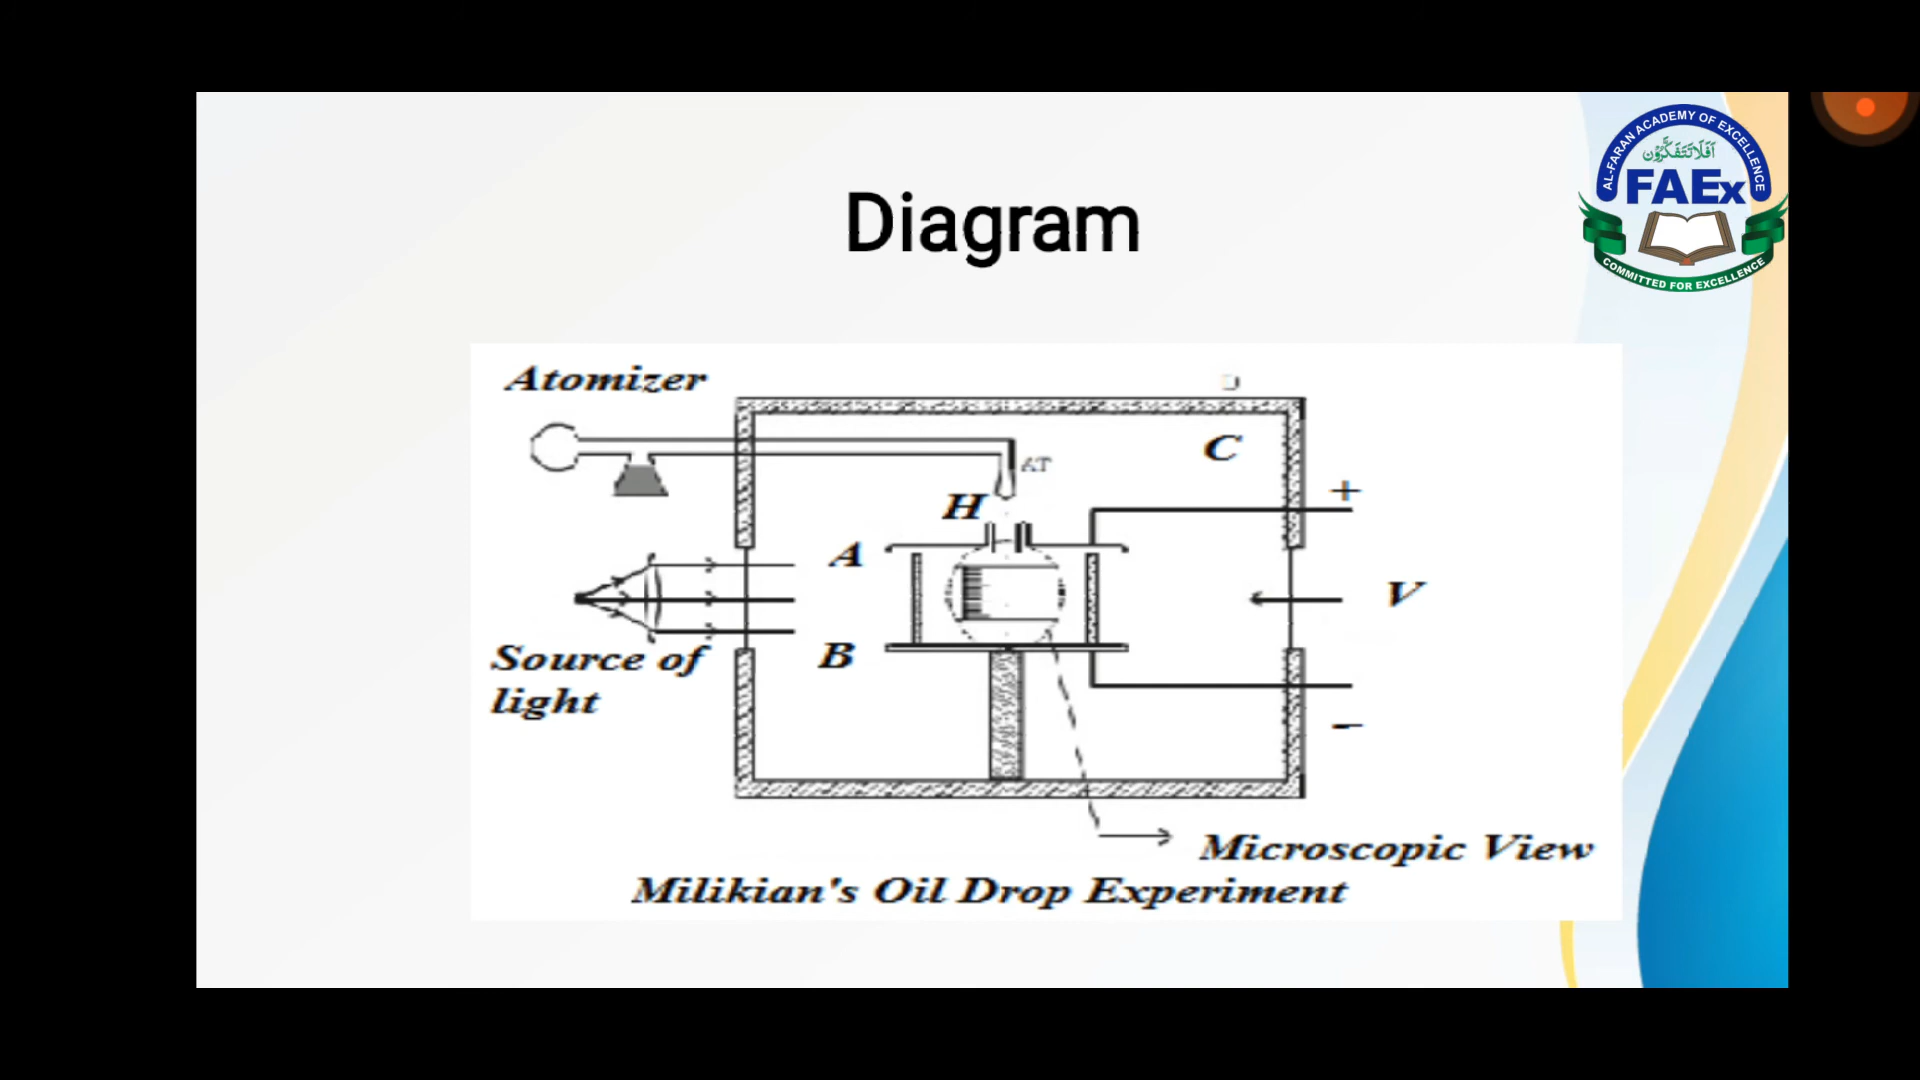 AL-FARAN ACADEMY OF EXCELLENCE
أَفَلَا تَتَفَكَّرُونَ
FAEx
COMMITTED FOR EXCELLENCE
Diagram
Atomizer
C
AT
+
H
A
V
Source of
light
B
−
Microscopic View
Milikian's Oil Drop Experiment